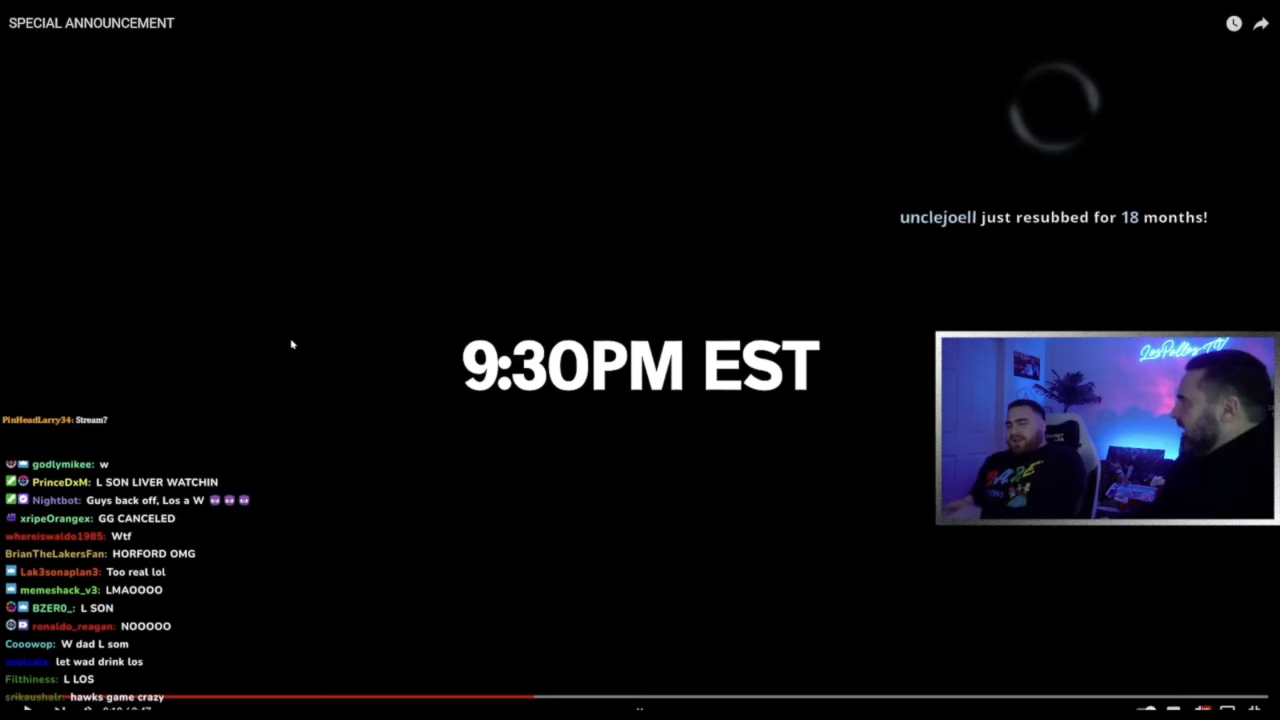 SPECIAL ANNOUNCEMENT
unclejoell just resubbed for 18 months!
9:30PM EST
LosPollosTV
PinHeadLarry34: Stream?
godlymikee: w
PrinceDxM: L SON LIVER WATCHIN
Nightbot: Guys back off, Los a W
xripeOrangex: GG CANCELED
whereiswaldo1985: Wtf
BrianTheLakersFan: HORFORD OMG
Lak3sonaplan3: Too real lol
memeshack_v3: LMAOOOO
BZER0_: L SON
ronaldo_reagan: NOOOOO
Cooowop: W dad L som
let wad drink los
Filthiness: L LOS
hawks game crazy